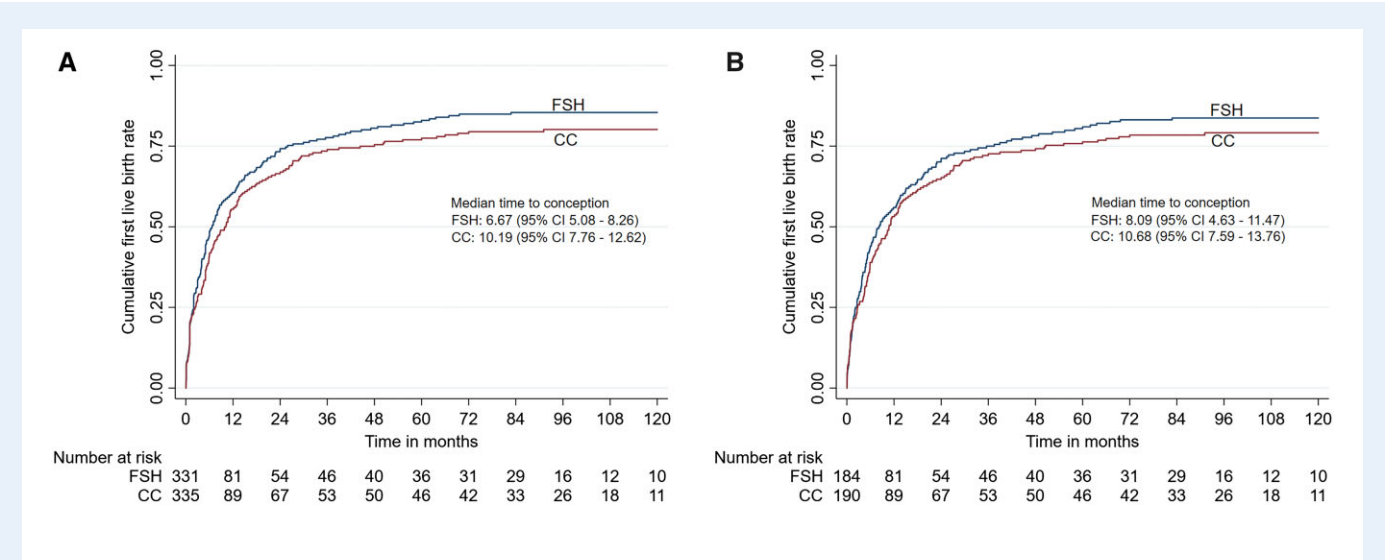 A
Cumulative first live birth rate
1.00
0.75
0.50
0.25
0.00
FSH
CC
Median time to conception
FSH: 6.67 (95% CI 5.08 - 8.26)
CC: 10.19 (95% CI 7.76 - 12.62)
0 12 24 36 48 60 72 84 96 108 120
Time in months
Number at risk
FSH 331 81 54 46 40 36 31 29 16 12 10
CC 335 89 67 53 50 46 42 33 26 18 11
B
Cumulative first live birth rate
1.00
0.75
0.50
0.25
0.00
FSH
CC
Median time to conception
FSH: 8.09 (95% CI 4.63 - 11.47)
CC: 10.68 (95% CI 7.59 - 13.76)
0 12 24 36 48 60 72 84 96 108 120
Time in months
Number at risk
FSH 184 81 54 46 40 36 31 29 16 12 10
CC 190 89 67 53 50 46 42 33 26 18 11